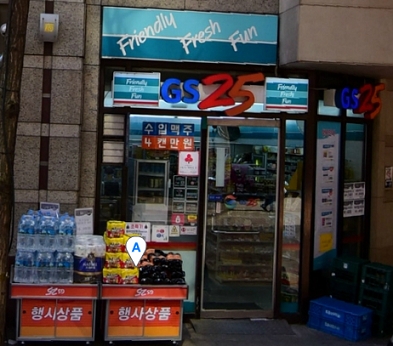 Friendly Fresh Fun
Friendly
Fresh
Fun
GS25
Friendly
Fresh
Fun
GS25
수입맥주
4캔만원
행사상품
행사상품
A